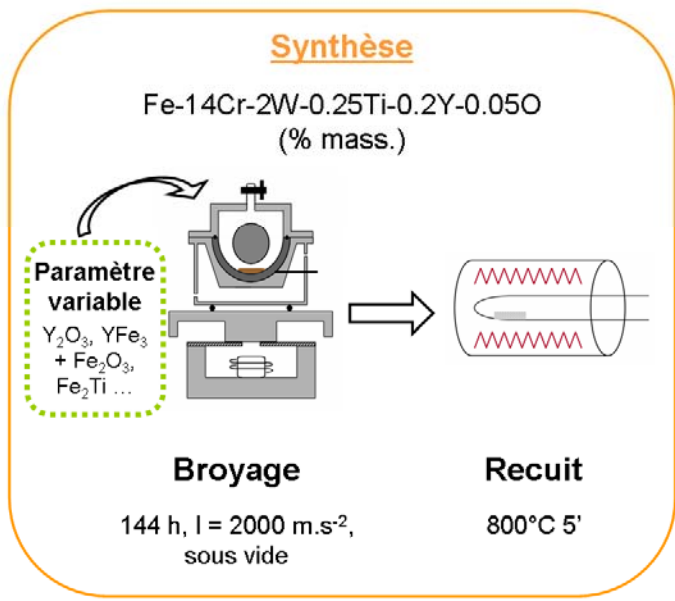 Synthèse
Fe-14Cr-2W-0.25Ti-0.2Y-0.05O
(% mass.)
Paramètre
variable
Y₂O₃, YFe₃
+ Fe₂O₃,
Fe₂Ti ...
Broyage
144 h, I = 2000 m.s⁻²,
sous vide
Recuit
800°C 5'